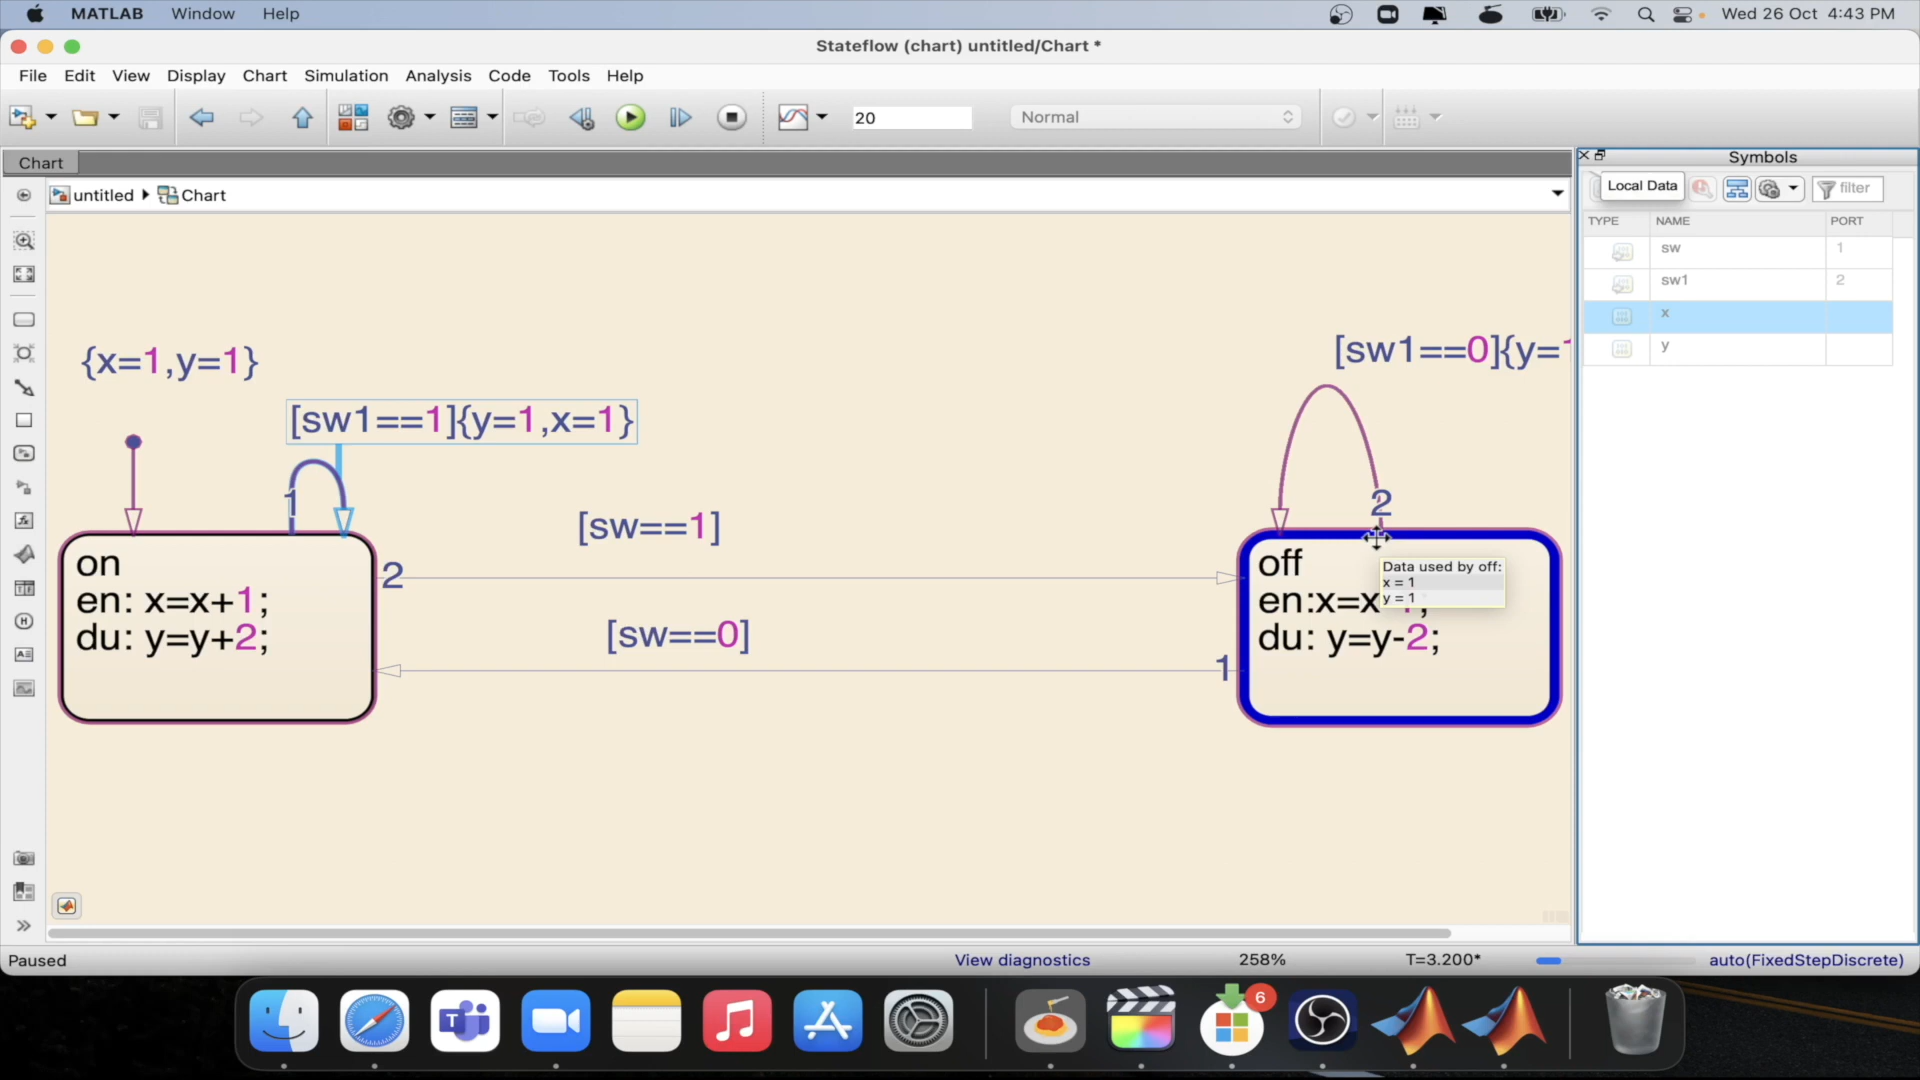 MATLAB Window Help
Wed 26 Oct 4:43 PM
Stateflow (chart) untitled/Chart *
File Edit View Display Chart Simulation Analysis Code Tools Help
20
Normal
Chart
Symbols
untitled
Chart
Local Data
filter
TYPE NAME PORT
sw 1
sw1 2
x
y
{x=1,y=1}
[sw1==0]{y=
[sw1==1]{y=1,x=1}
1
2
[sw==1]
on
en: x=x+1;
du: y=y+2;
2
[sw==0]
1
off
en:x=x
du: y=y-2;
Data used by off:
x = 1
y = 1
Paused
View diagnostics
258%
T=3.200*
auto(FixedStepDiscrete)
6